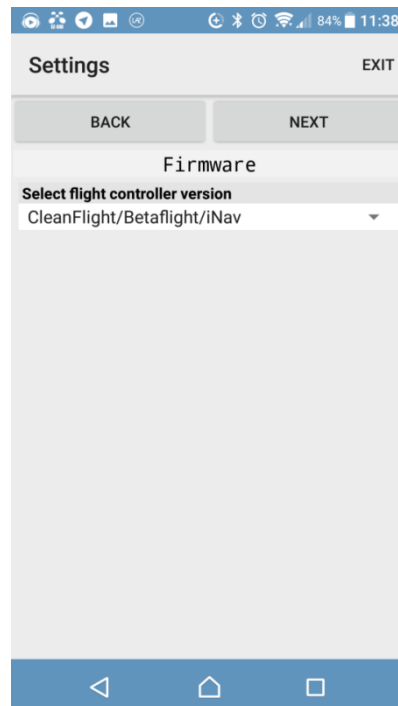 84% 11:38
Settings EXIT
BACK NEXT
Firmware
Select flight controller version
CleanFlight/Betaflight/iNav